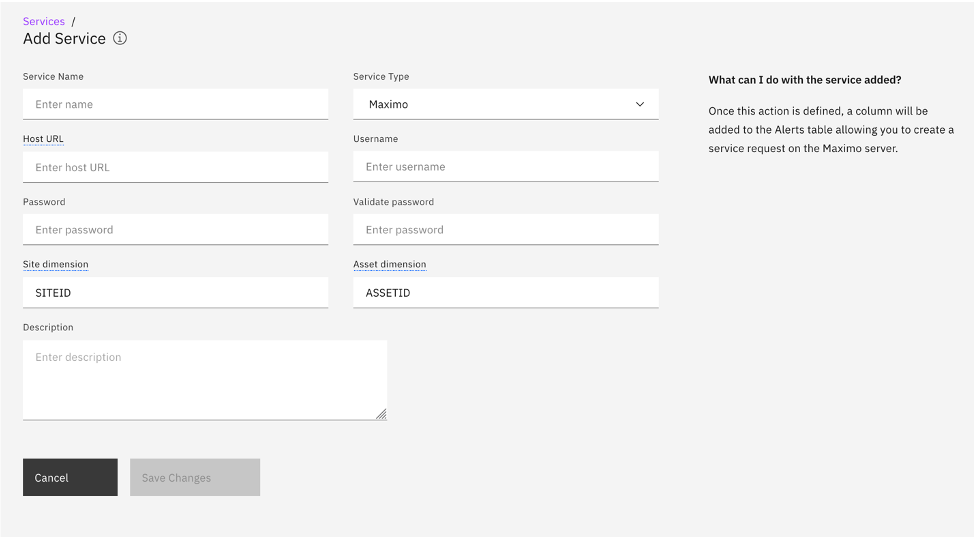 Services /
Add Service
Service Name
Service Type
Enter name
Maximo
Host URL
Username
Enter host URL
Enter username
Password
Validate password
Enter password
Enter password
Site dimension
Asset dimension
SITEID
ASSETID
Description
Enter description
Cancel
Save Changes
What can I do with the service added?
Once this action is defined, a column will be
added to the Alerts table allowing you to create a
service request on the Maximo server.